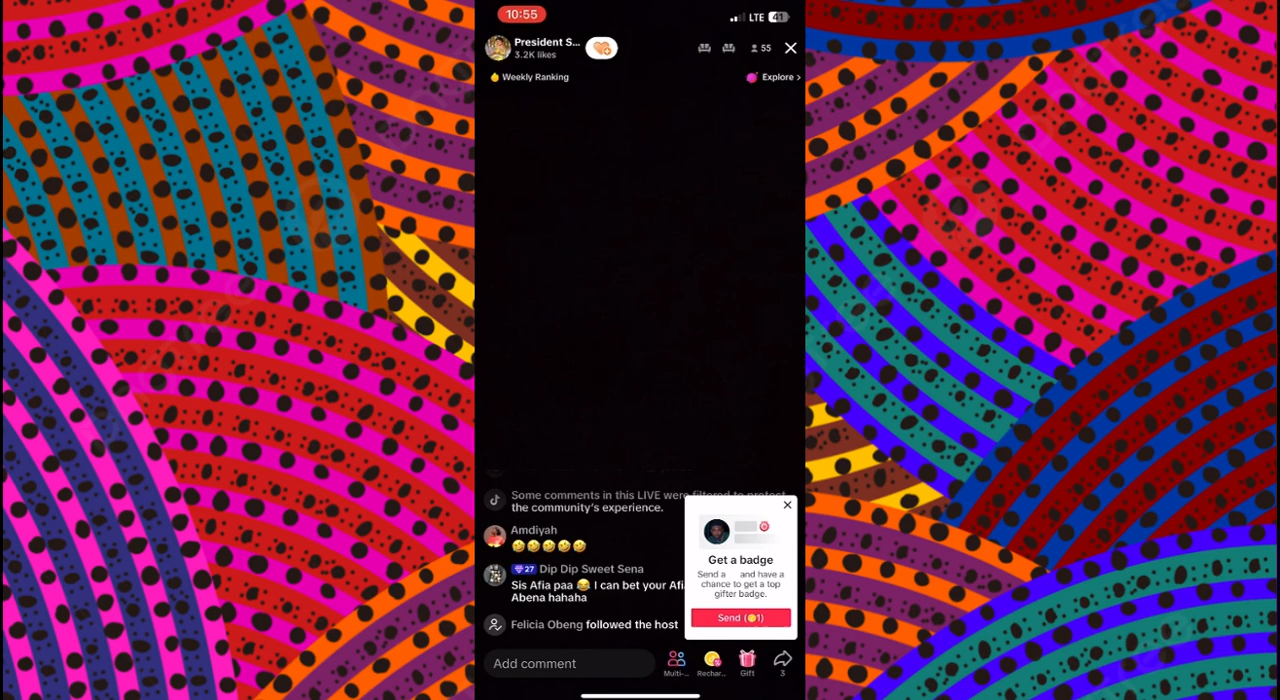 10:55
LTE 41
President S...
3.2K likes
55
Weekly Ranking
Explore >
Some comments in this LIVE were filtered to protect
the community's experience.
Amdiyah
27 Dip Dip Sweet Sena
Sis Afia paa I can bet your Afia
Abena hahaha
Felicia Obeng followed the host
Get a badge
Send a and have a
chance to get a top
gifter badge.
Send (1)
Add comment
Multi-...
Rechar...
Gift
3